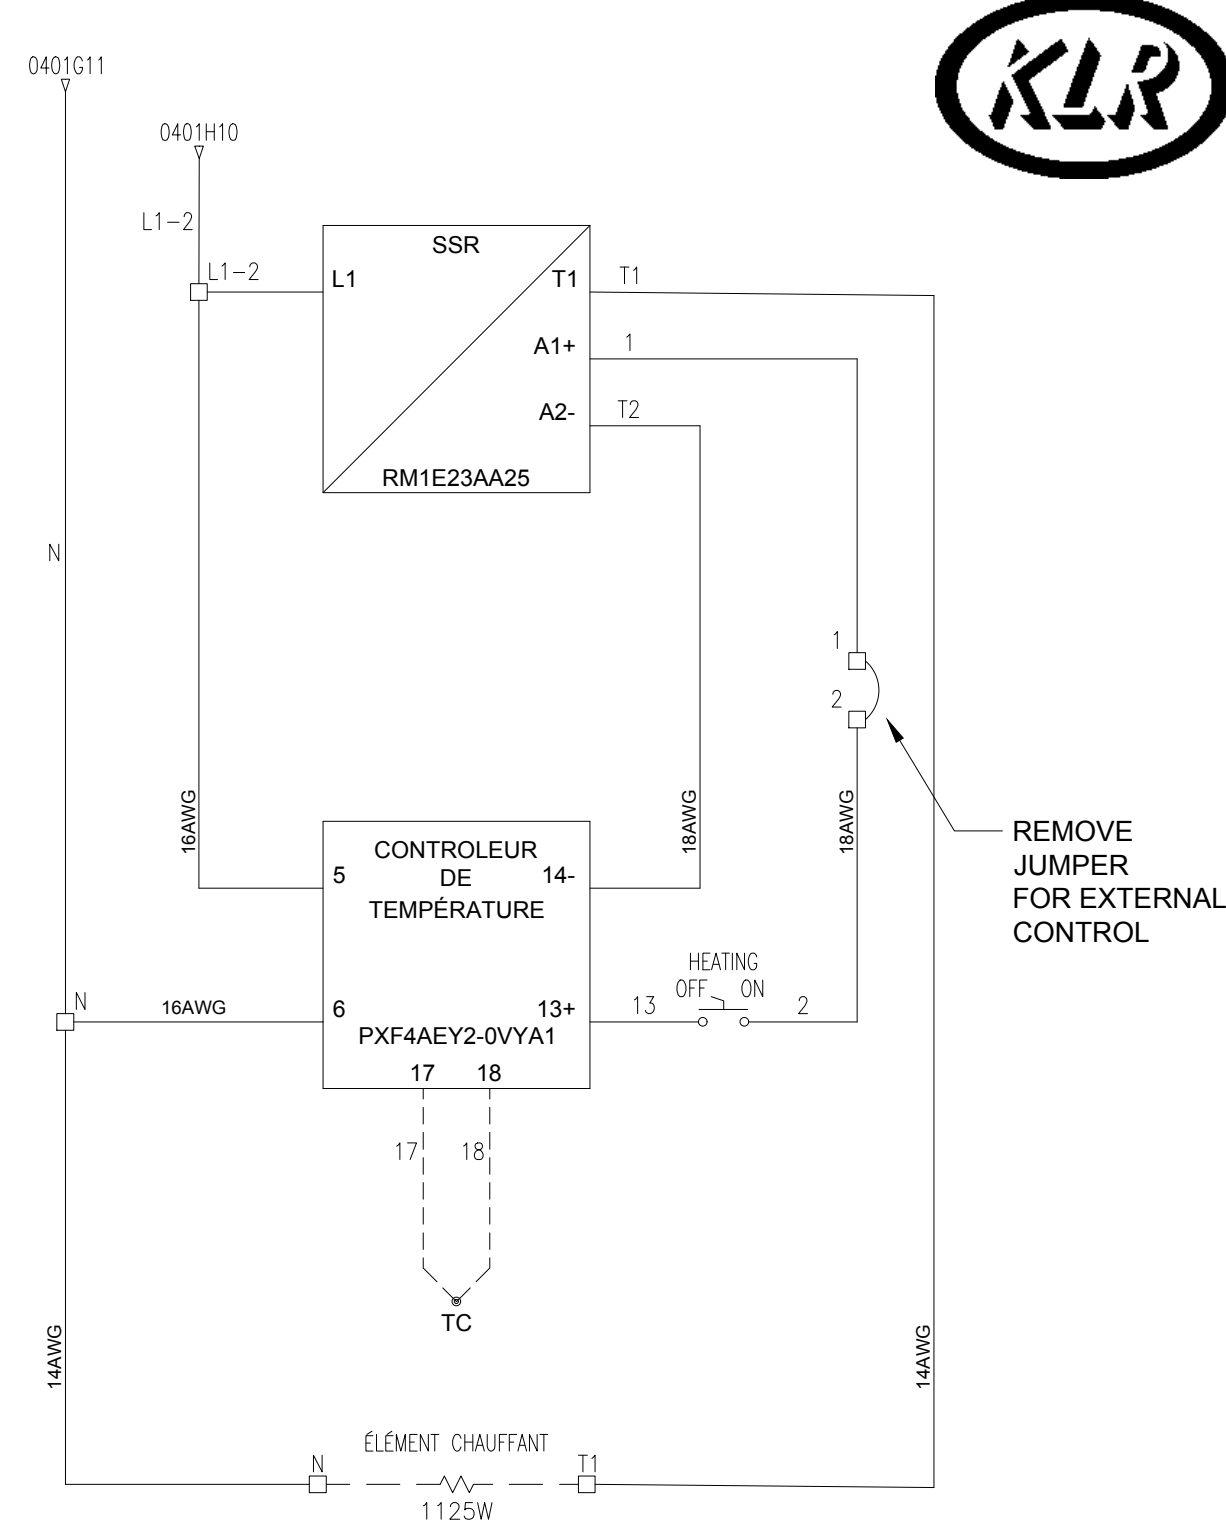 KLR
0401G11
0401H10
L1-2
L1-2
SSR
L1
T1
T1
A1+
1
A2-
T2
RM1E23AA25
N
1
2
16AWG
18AWG
18AWG
REMOVE
JUMPER
FOR EXTERNAL
CONTROL
CONTROLEUR
DE
TEMPÉRATURE
5
14-
HEATING
OFF ON
N
16AWG
6
13+
13
2
PXF4AEY2-0VYA1
17 18
17
18
TC
14AWG
14AWG
ÉLÉMENT CHAUFFANT
N
T1
1125W